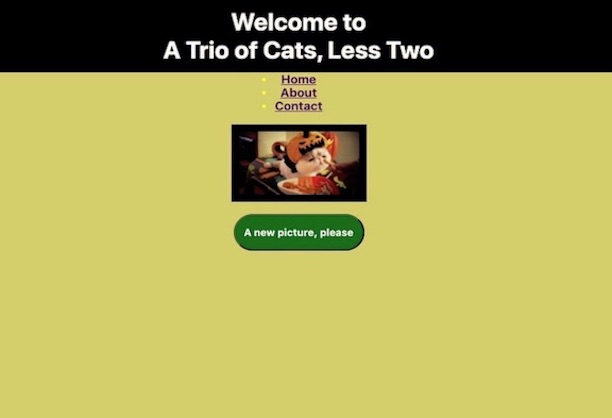 Welcome to
A Trio of Cats, Less Two
Home
About
Contact
A new picture, please